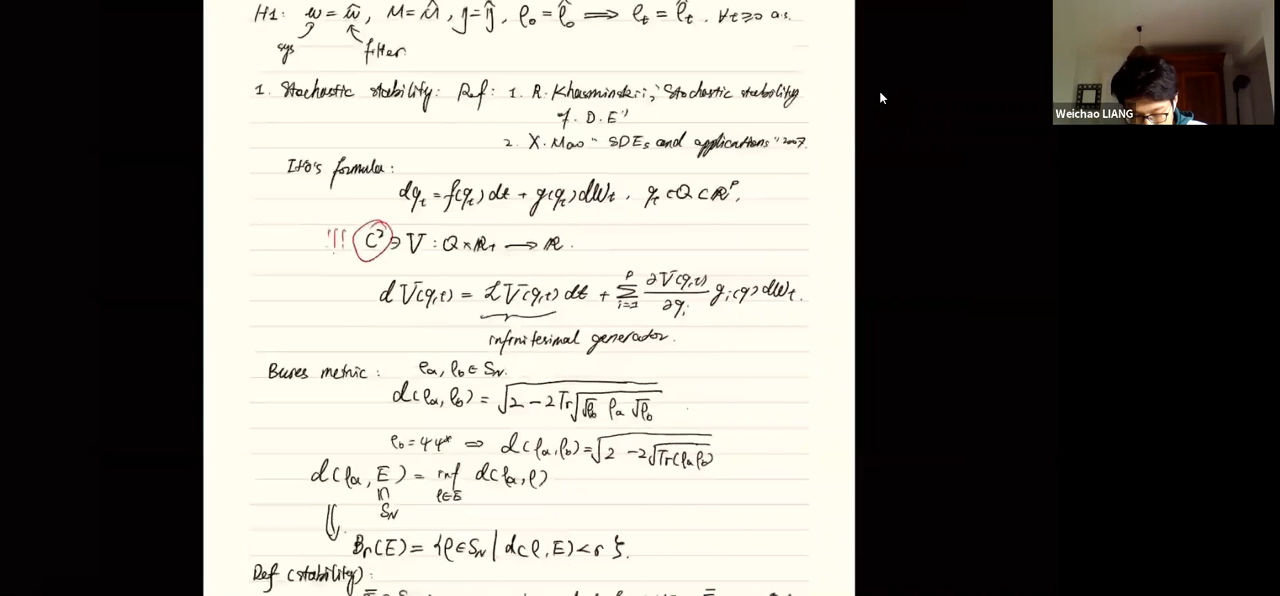 H1: ω = ω̂, M = M̂, η = η̂, ρ₀ = ρ̂₀ ⟹ ρₜ = ρ̂ₜ. ∀t≥0 a.s.
sys filter
1. Stochastic stability: Ref: 1. R. Khasminskii, "Stochastic stability
of D.E"
2. X. Mao "SDEs and applications" 2007
Itô's formula:
dqₜ = f(qₜ)dt + g(qₜ)dWₜ, qₜ ∈ Q ⊂ ℝᵖ.
!!! C² ∋ V: Q×ℝ₊ → ℝ.
dV(q,t) = ℒV(q,t)dt + Σᵢ₌₁ᵖ ∂V(q,t)/∂qᵢ gᵢ(q)dWₜ.
infinitesimal generator.
Bures metric: ρₐ, ρ_b ∈ S_N.
d(ρₐ, ρ_b) = √(2 − 2Tr√(√ρ_b ρₐ √ρ_b))
ρ_b = ψψ* ⇒ d(ρₐ, ρ_b) = √(2 − 2√(Tr(ρₐρ_b)))
d(ρₐ, E) = inf d(ρₐ, ρ)
∩ ρ∈E
S_N
⇓
B_r(E) = {ρ ∈ S_N | d(ρ, E) < r}.
Def (stability):
Weichao LIANG